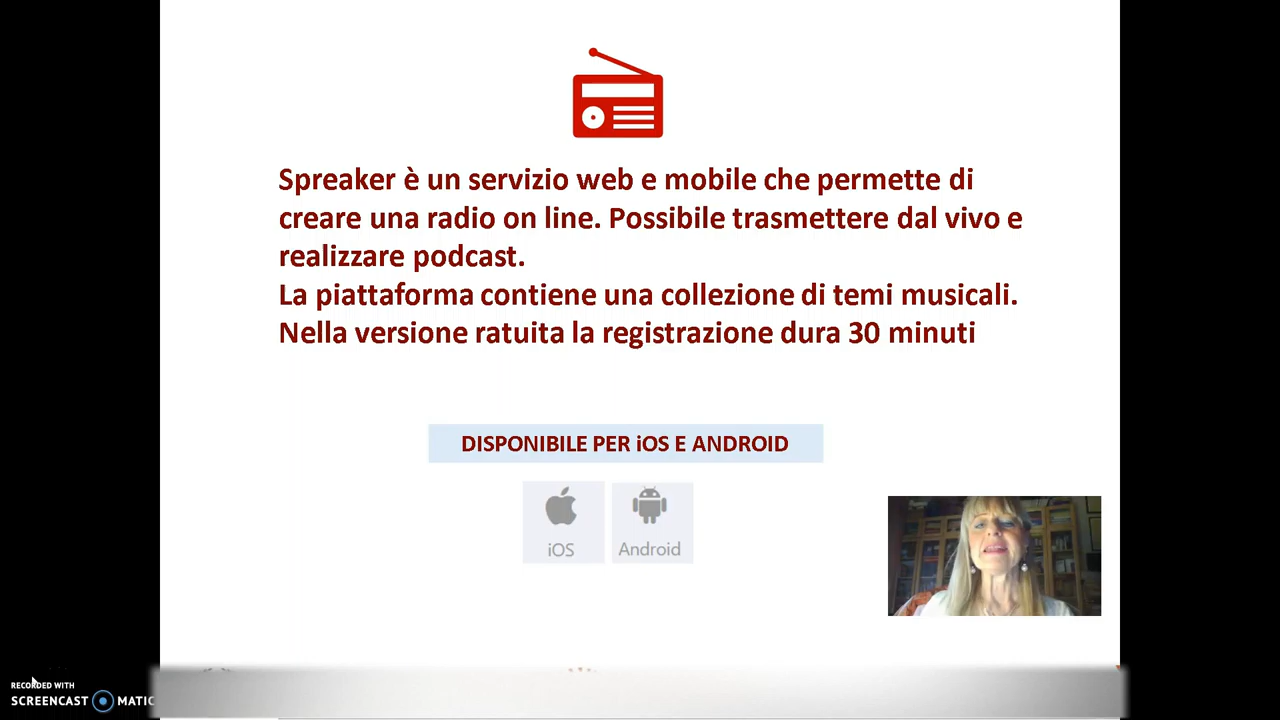 Spreaker è un servizio web e mobile che permette di
creare una radio on line. Possibile trasmettere dal vivo e
realizzare podcast.
La piattaforma contiene una collezione di temi musicali.
Nella versione ratuita la registrazione dura 30 minuti
DISPONIBILE PER iOS E ANDROID
iOS
Android
RECORDED WITH
SCREENCAST MATIC